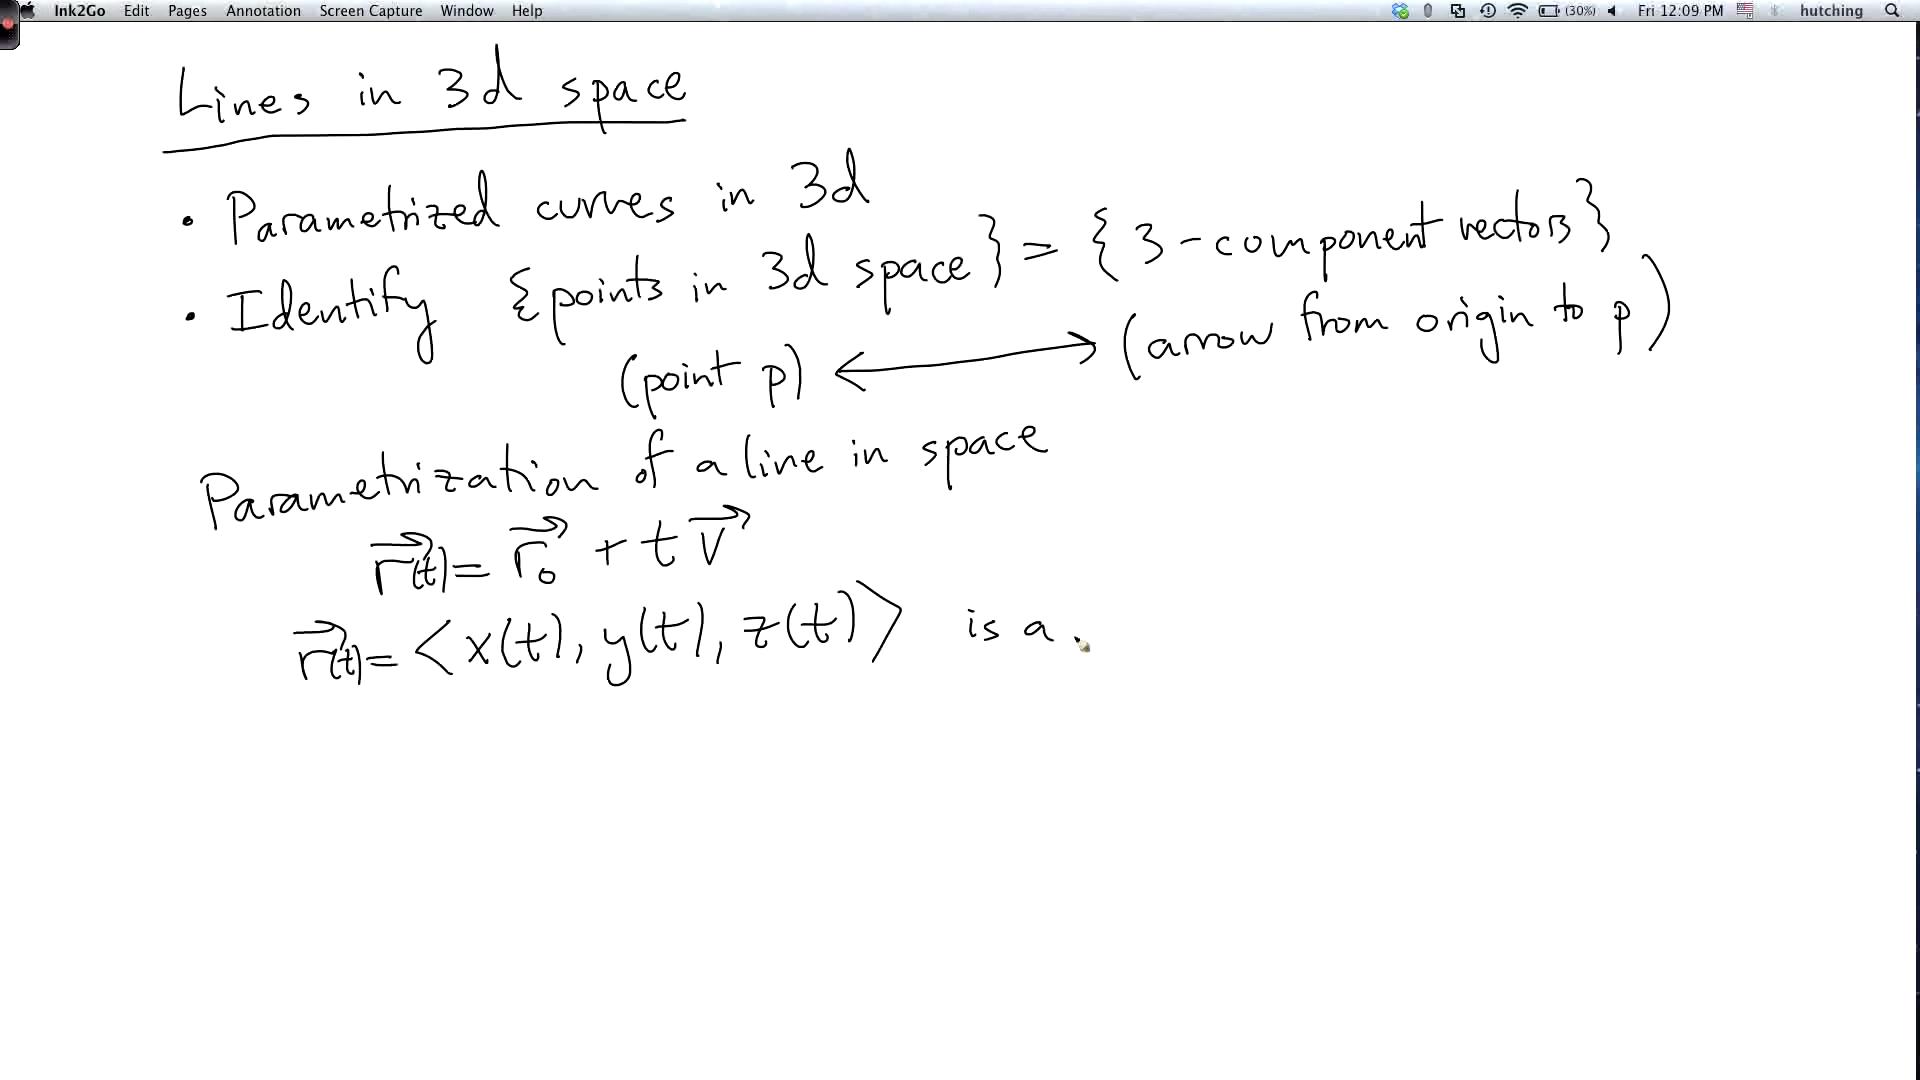 Ink2Go Edit Pages Annotation Screen Capture Window Help (30%) Fri 12:09 PM hutching
Lines in 3d space
• Parametrized curves in 3d
• Identify {points in 3d space} = {3-component vectors}
(point p) ⟷ (arrow from origin to p)
Parametrization of a line in space
r⃗(t) = r⃗₀ + t v⃗
r⃗(t) = <x(t), y(t), z(t)> is a